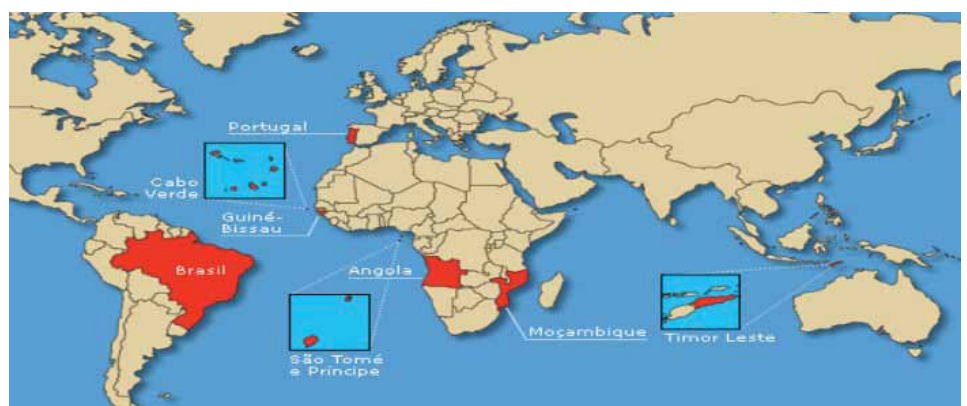 Portugal
Cabo
Verde
Guiné-
Bissau
Brasil
Angola
São Tomé
e Príncipe
Moçambique
Timor Leste